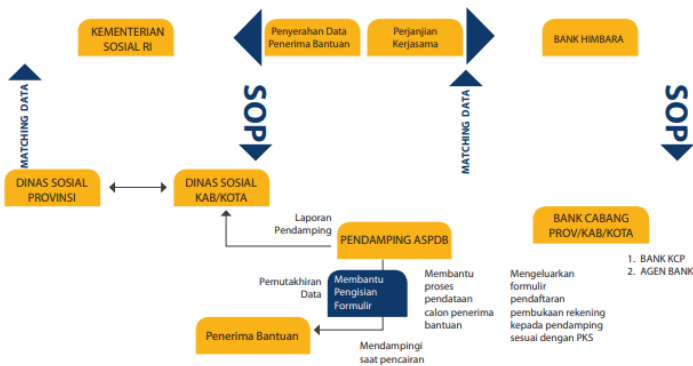 KEMENTERIAN
SOSIAL RI
Penyerahan Data
Penerima Bantuan
Perjanjian
Kerjasama
BANK HIMBARA
MATCHING DATA
SOP
MATCHING DATA
SOP
DINAS SOSIAL
PROVINSI
DINAS SOSIAL
KAB/KOTA
Laporan
Pendamping
PENDAMPING ASPDB
BANK CABANG
PROV/KAB/KOTA
1. BANK KCP
2. AGEN BANK
Pemutakhiran
Data
Membantu
Pengisian
Formulir
Membantu
proses
pendataan
calon penerima
bantuan
Mengeluarkan
formulir
pendaftaran
pembukaan rekening
kepada pendamping
sesuai dengan PKS
Penerima Bantuan
Mendampingi
saat pencairan